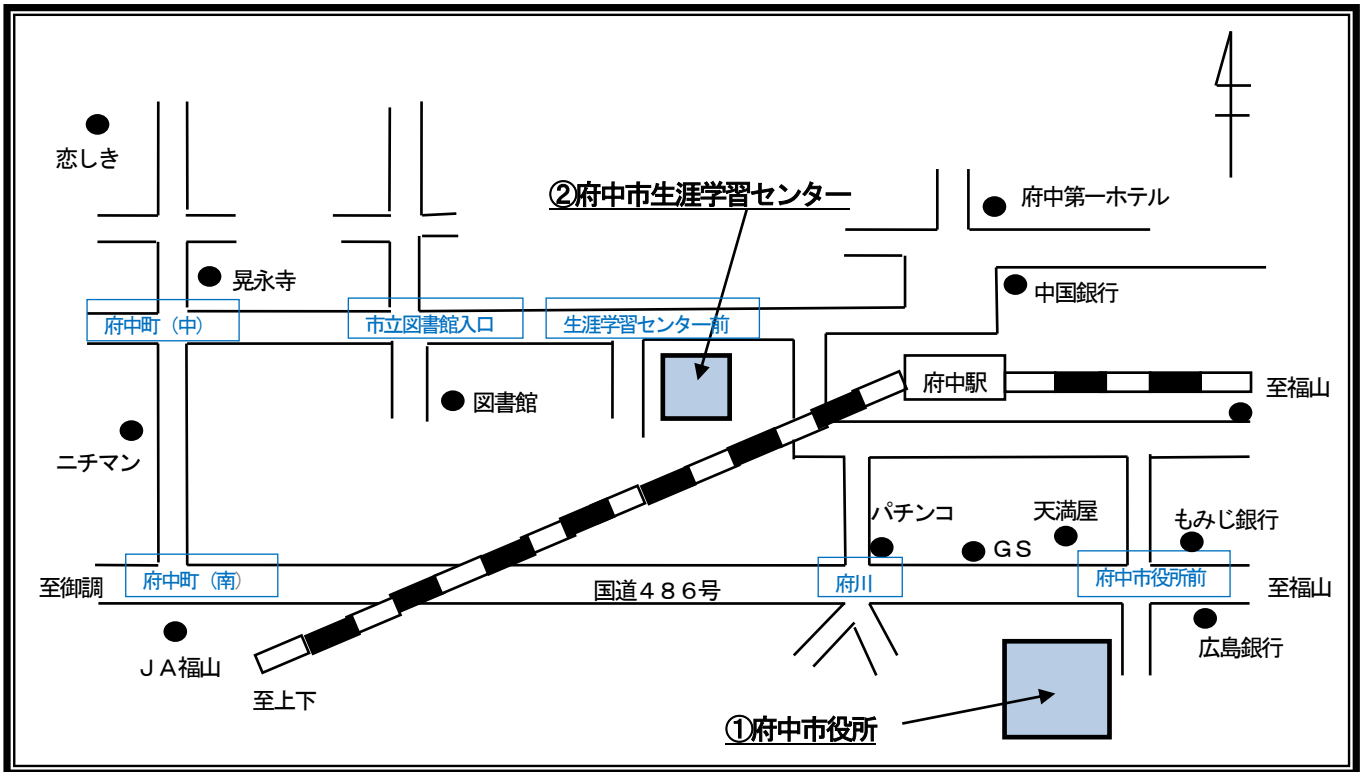 恋しき
②府中市生涯学習センター
府中第一ホテル
晃永寺
中国銀行
府中町（中）
市立図書館入口
生涯学習センター前
府中駅
至福山
図書館
ニチマン
パチンコ
天満屋
もみじ銀行
ＧＳ
至御調
府中町（南）
国道４８６号
府川
府中市役所前
至福山
ＪＡ福山
広島銀行
至上下
①府中市役所